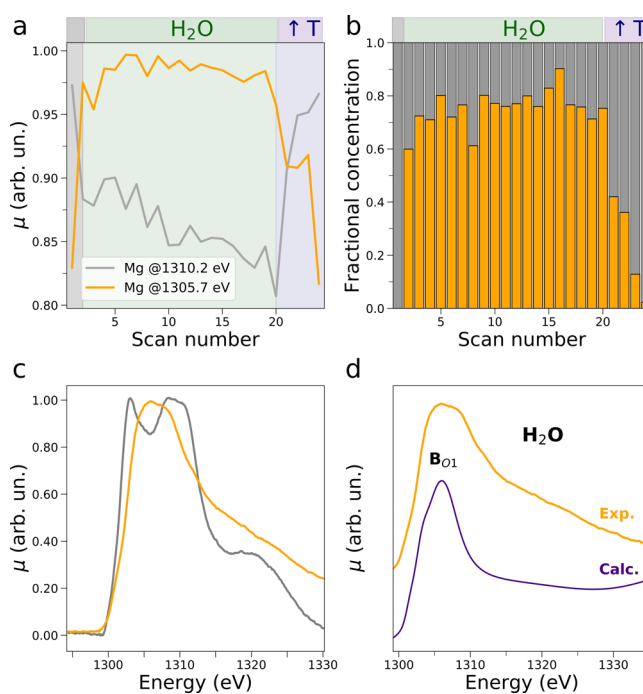 a
H₂O
↑ T
μ (arb. un.)
1.00
0.95
0.90
0.85
0.80
Mg @1310.2 eV
Mg @1305.7 eV
5
10
15
20
Scan number
b
H₂O
↑ T
Fractional concentration
1.0
0.8
0.6
0.4
0.2
0.0
5
10
15
20
Scan number
c
μ (arb. un.)
1.00
0.80
0.60
0.40
0.20
0.00
1300
1310
1320
1330
Energy (eV)
d
μ (arb. un.)
H₂O
B_O1
Exp.
Calc.
1300
1310
1320
1330
Energy (eV)